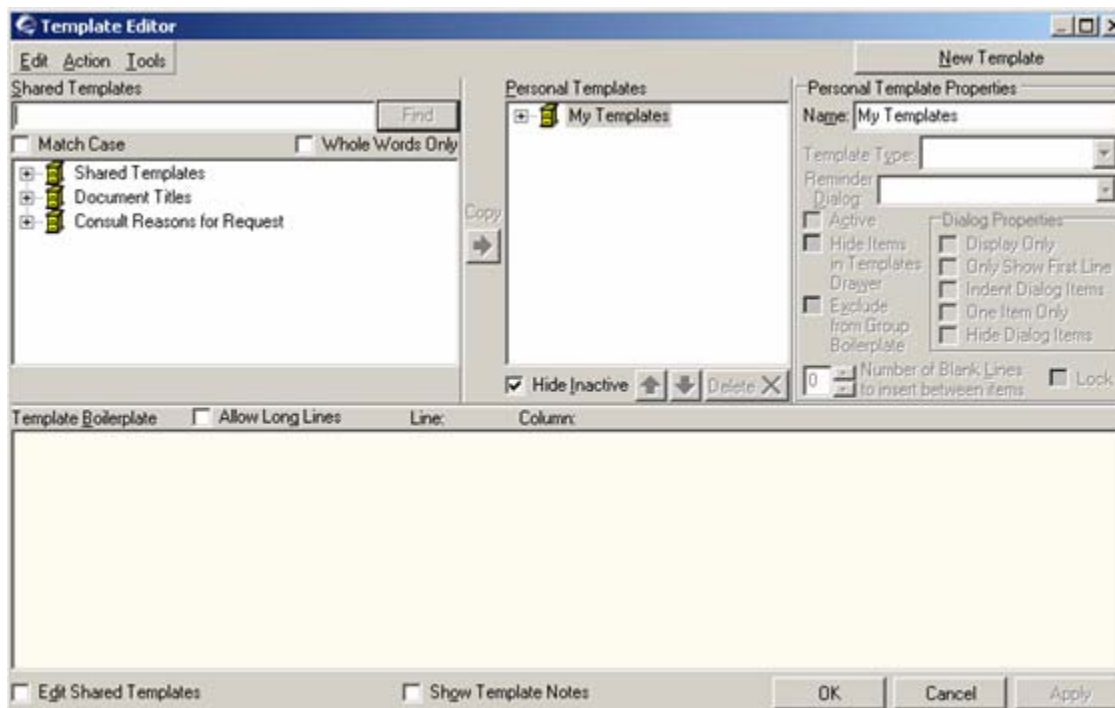 Template Editor
Edit Action Tools
New Template
Shared Templates
Find
Match Case
Whole Words Only
Shared Templates
Document Titles
Consult Reasons for Request
Copy
Personal Templates
My Templates
Hide Inactive
Delete
Personal Template Properties
Name: My Templates
Template Type:
Reminder
Dialog:
Active
Hide Items
in Templates
Drawer
Exclude
from Group
Boilerplate
Dialog Properties
Display Only
Only Show First Line
Indent Dialog Items
One Item Only
Hide Dialog Items
0
Number of Blank Lines
to insert between items
Lock
Template Boilerplate
Allow Long Lines
Line:
Column:
Edit Shared Templates
Show Template Notes
OK
Cancel
Apply